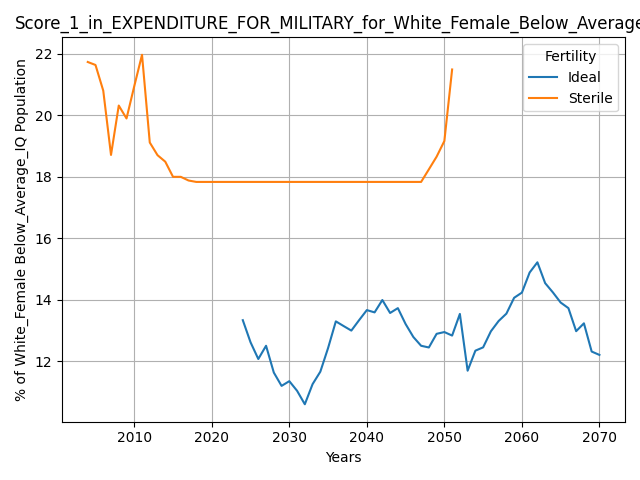 Score_1_in_EXPENDITURE_FOR_MILITARY_for_White_Female_Below_Average
Fertility
Ideal
Sterile
% of White_Female Below_Average_IQ Population
22
20
18
16
14
12
2010 2020 2030 2040 2050 2060 2070
Years